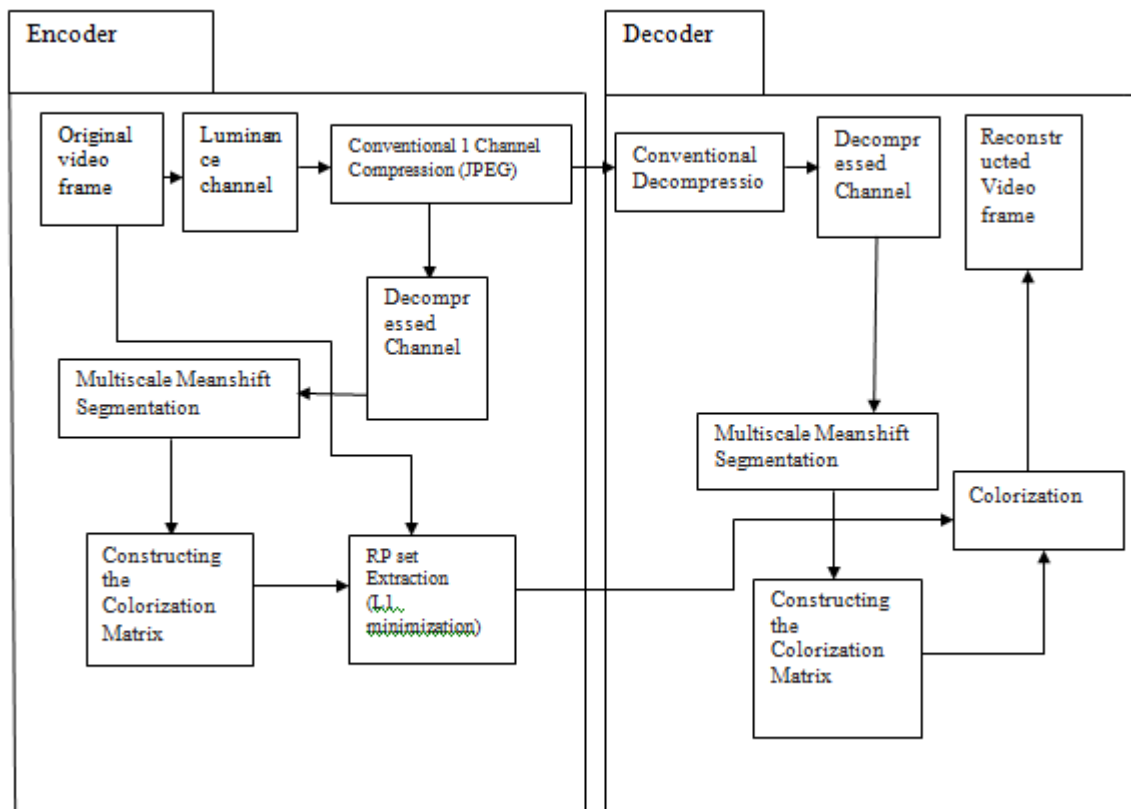 Encoder
Original
video
frame
Luminan
ce
channel
Conventional 1 Channel
Compression (JPEG)
Decompr
essed
Channel
Multiscale Meanshift
Segmentation
Constructing
the
Colorization
Matrix
RP set
Extraction
(L1
minimization)
Decoder
Conventional
Decompressio
Decompr
essed
Channel
Reconstr
ucted
Video
frame
Multiscale Meanshift
Segmentation
Colorization
Constructing
the
Colorization
Matrix